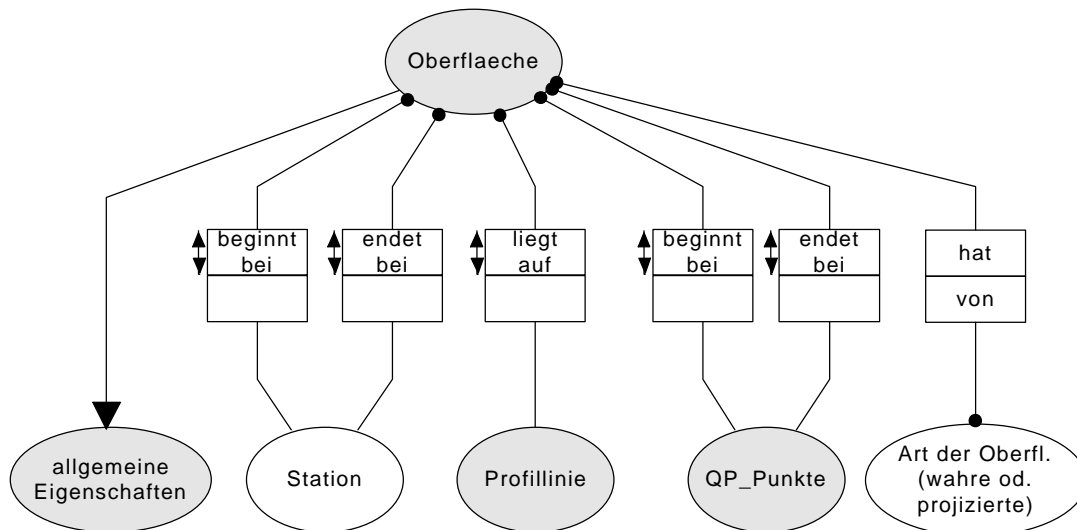 Oberflaeche
beginnt
bei
endet
bei
liegt
auf
beginnt
bei
endet
bei
hat
von
allgemeine
Eigenschaften
Station
Profillinie
QP_Punkte
Art der Oberfl.
(wahre od.
projizierte)